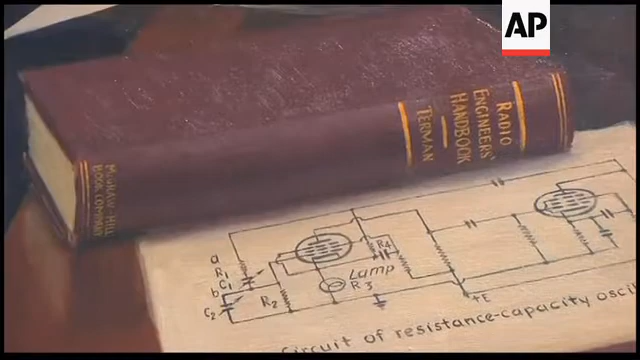 AP
RADIO
ENGINEERS'
HANDBOOK
TERMAN
MCGRAW-HILL
BOOK COMPANY
a
R1
C1
b
C2
R2
R4
Lamp
R3
+E
Circuit of resistance-capacity